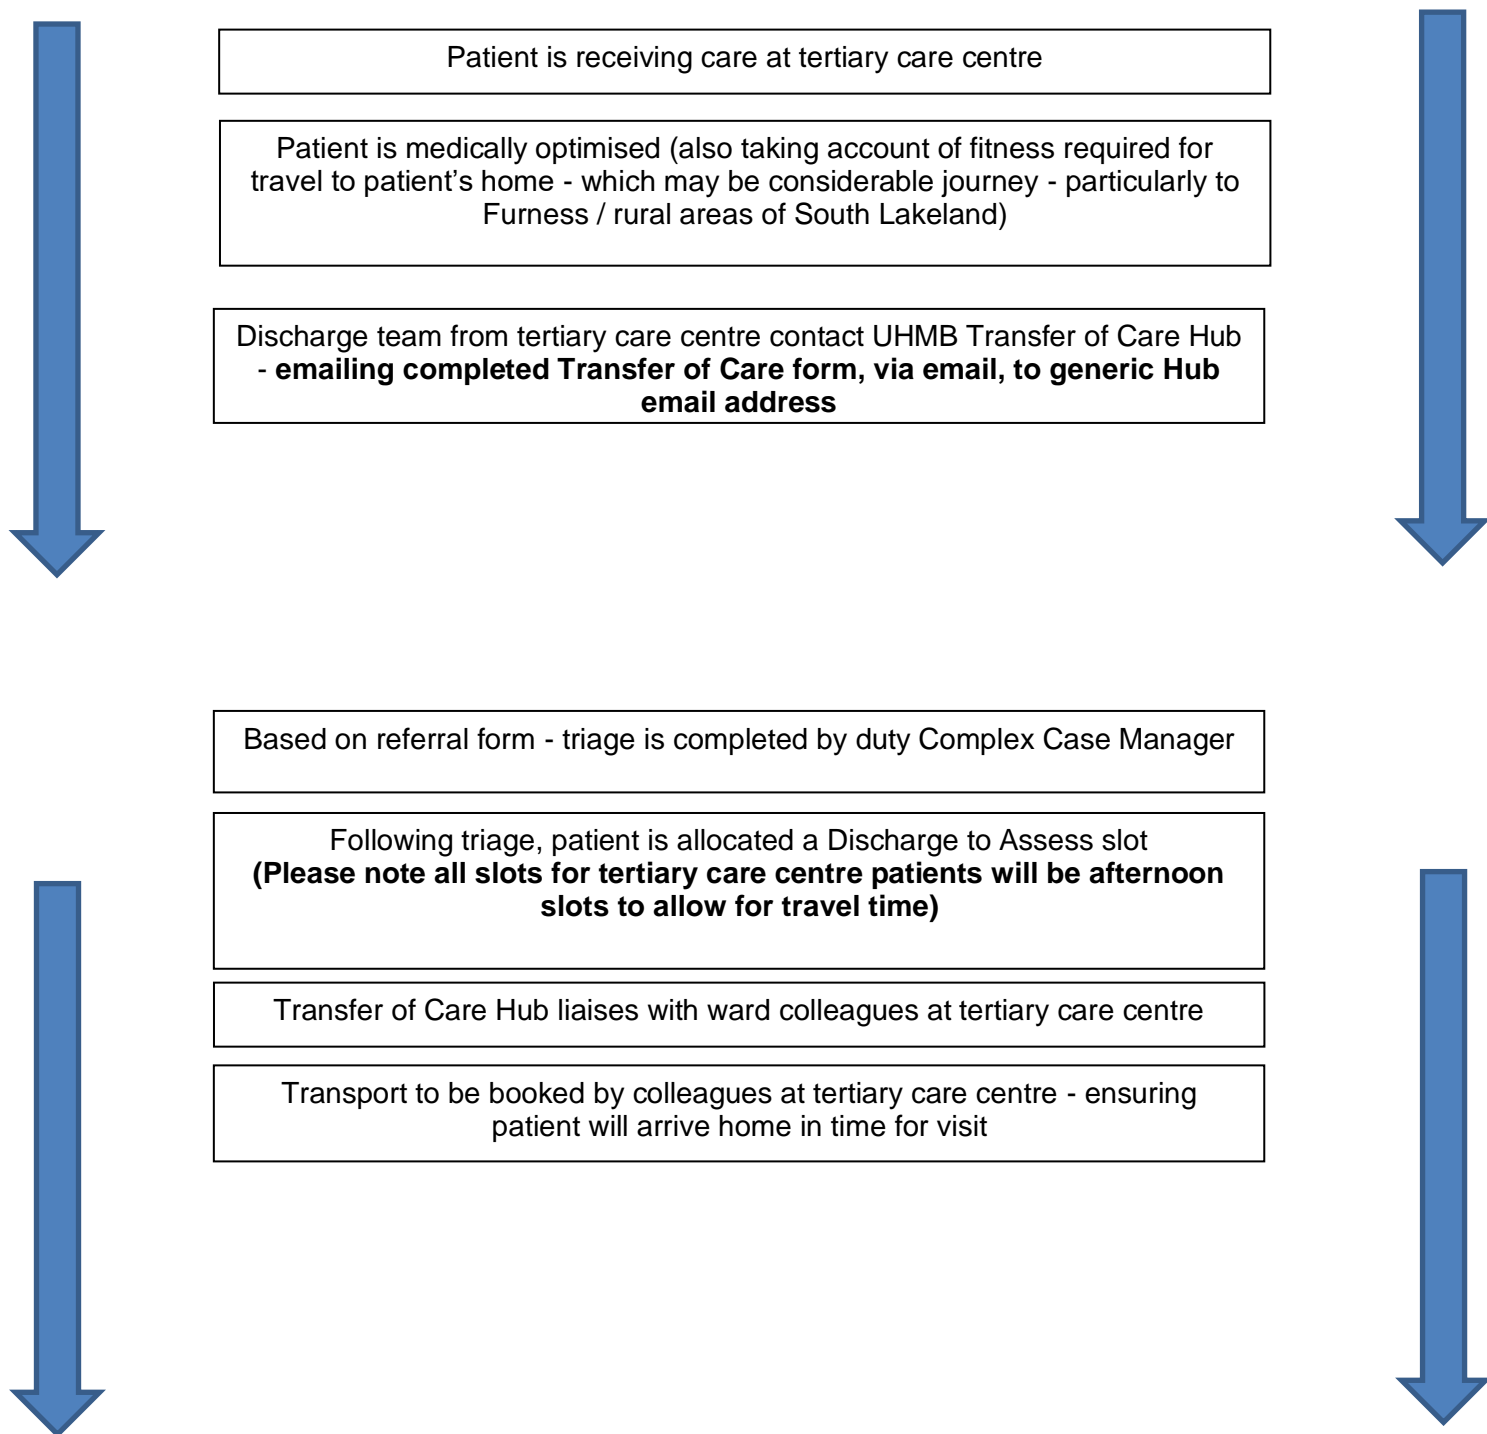 Patient is receiving care at tertiary care centre
Patient is medically optimised (also taking account of fitness required for
travel to patient's home - which may be considerable journey - particularly to
Furness / rural areas of South Lakeland)
Discharge team from tertiary care centre contact UHMB Transfer of Care Hub
- emailing completed Transfer of Care form, via email, to generic Hub
email address
Based on referral form - triage is completed by duty Complex Case Manager
Following triage, patient is allocated a Discharge to Assess slot
(Please note all slots for tertiary care centre patients will be afternoon
slots to allow for travel time)
Transfer of Care Hub liaises with ward colleagues at tertiary care centre
Transport to be booked by colleagues at tertiary care centre - ensuring
patient will arrive home in time for visit